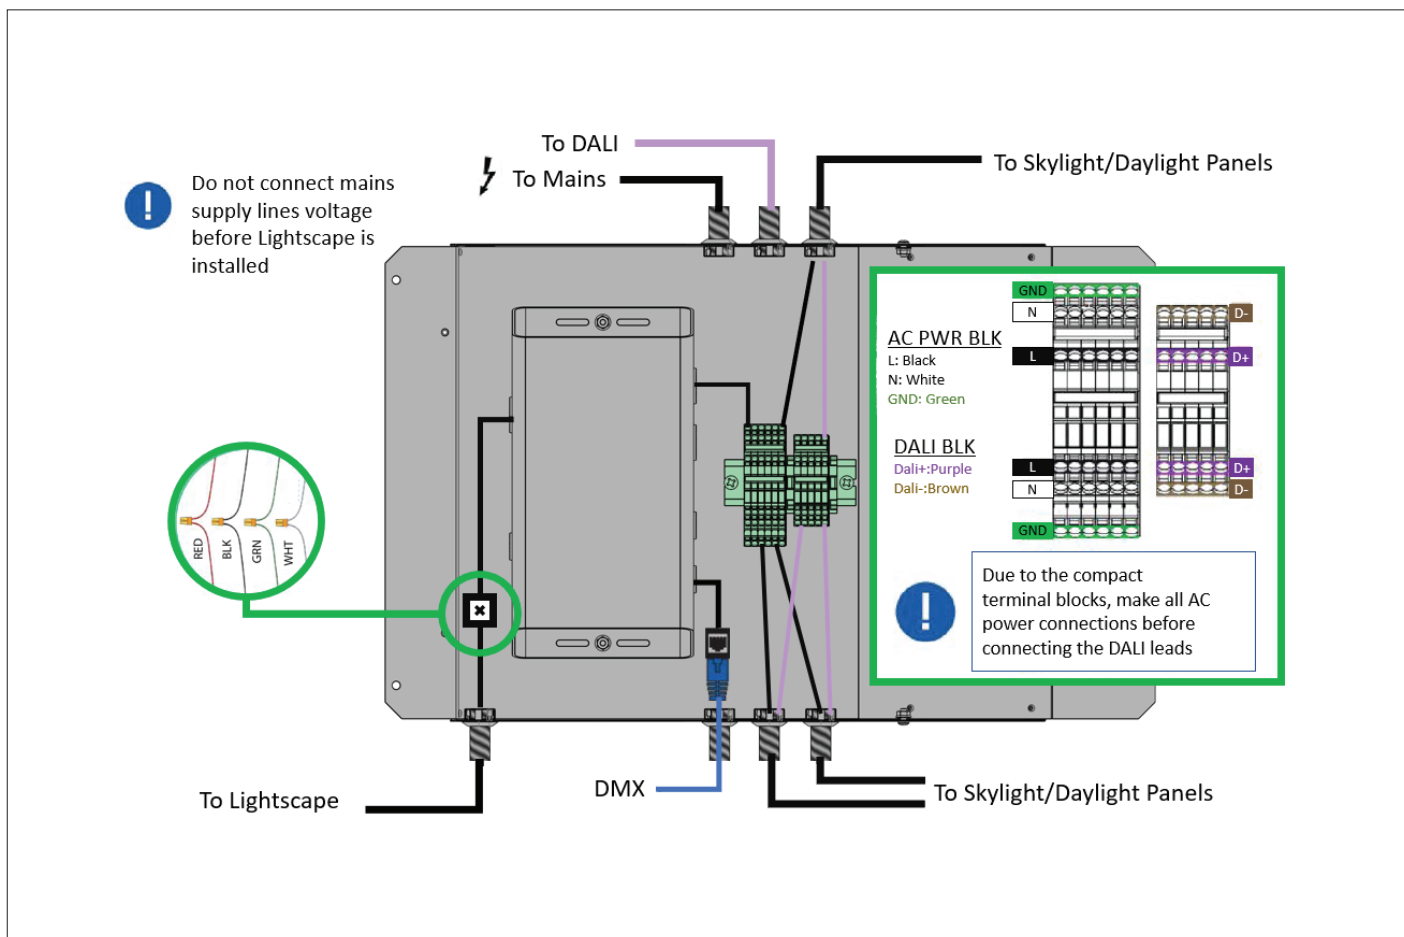 To DALI
To Mains
To Skylight/Daylight Panels
Do not connect mains
supply lines voltage
before Lightscape is
installed
GND
N
L
L
N
GND
D-
D+
D+
D-
AC PWR BLK
L: Black
N: White
GND: Green
DALI BLK
Dali+:Purple
Dali-:Brown
Due to the compact
terminal blocks, make all AC
power connections before
connecting the DALI leads
RED
BLK
GRN
WHT
To Lightscape
DMX
To Skylight/Daylight Panels